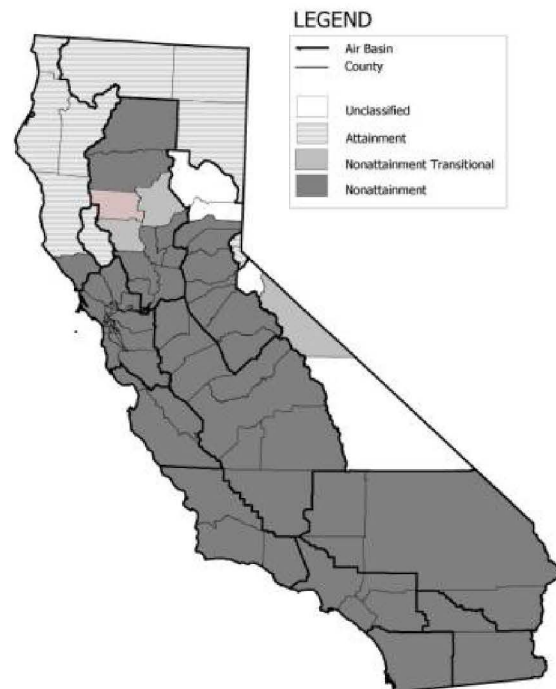 LEGEND
Air Basin
County
Unclassified
Attainment
Nonattainment Transitional
Nonattainment